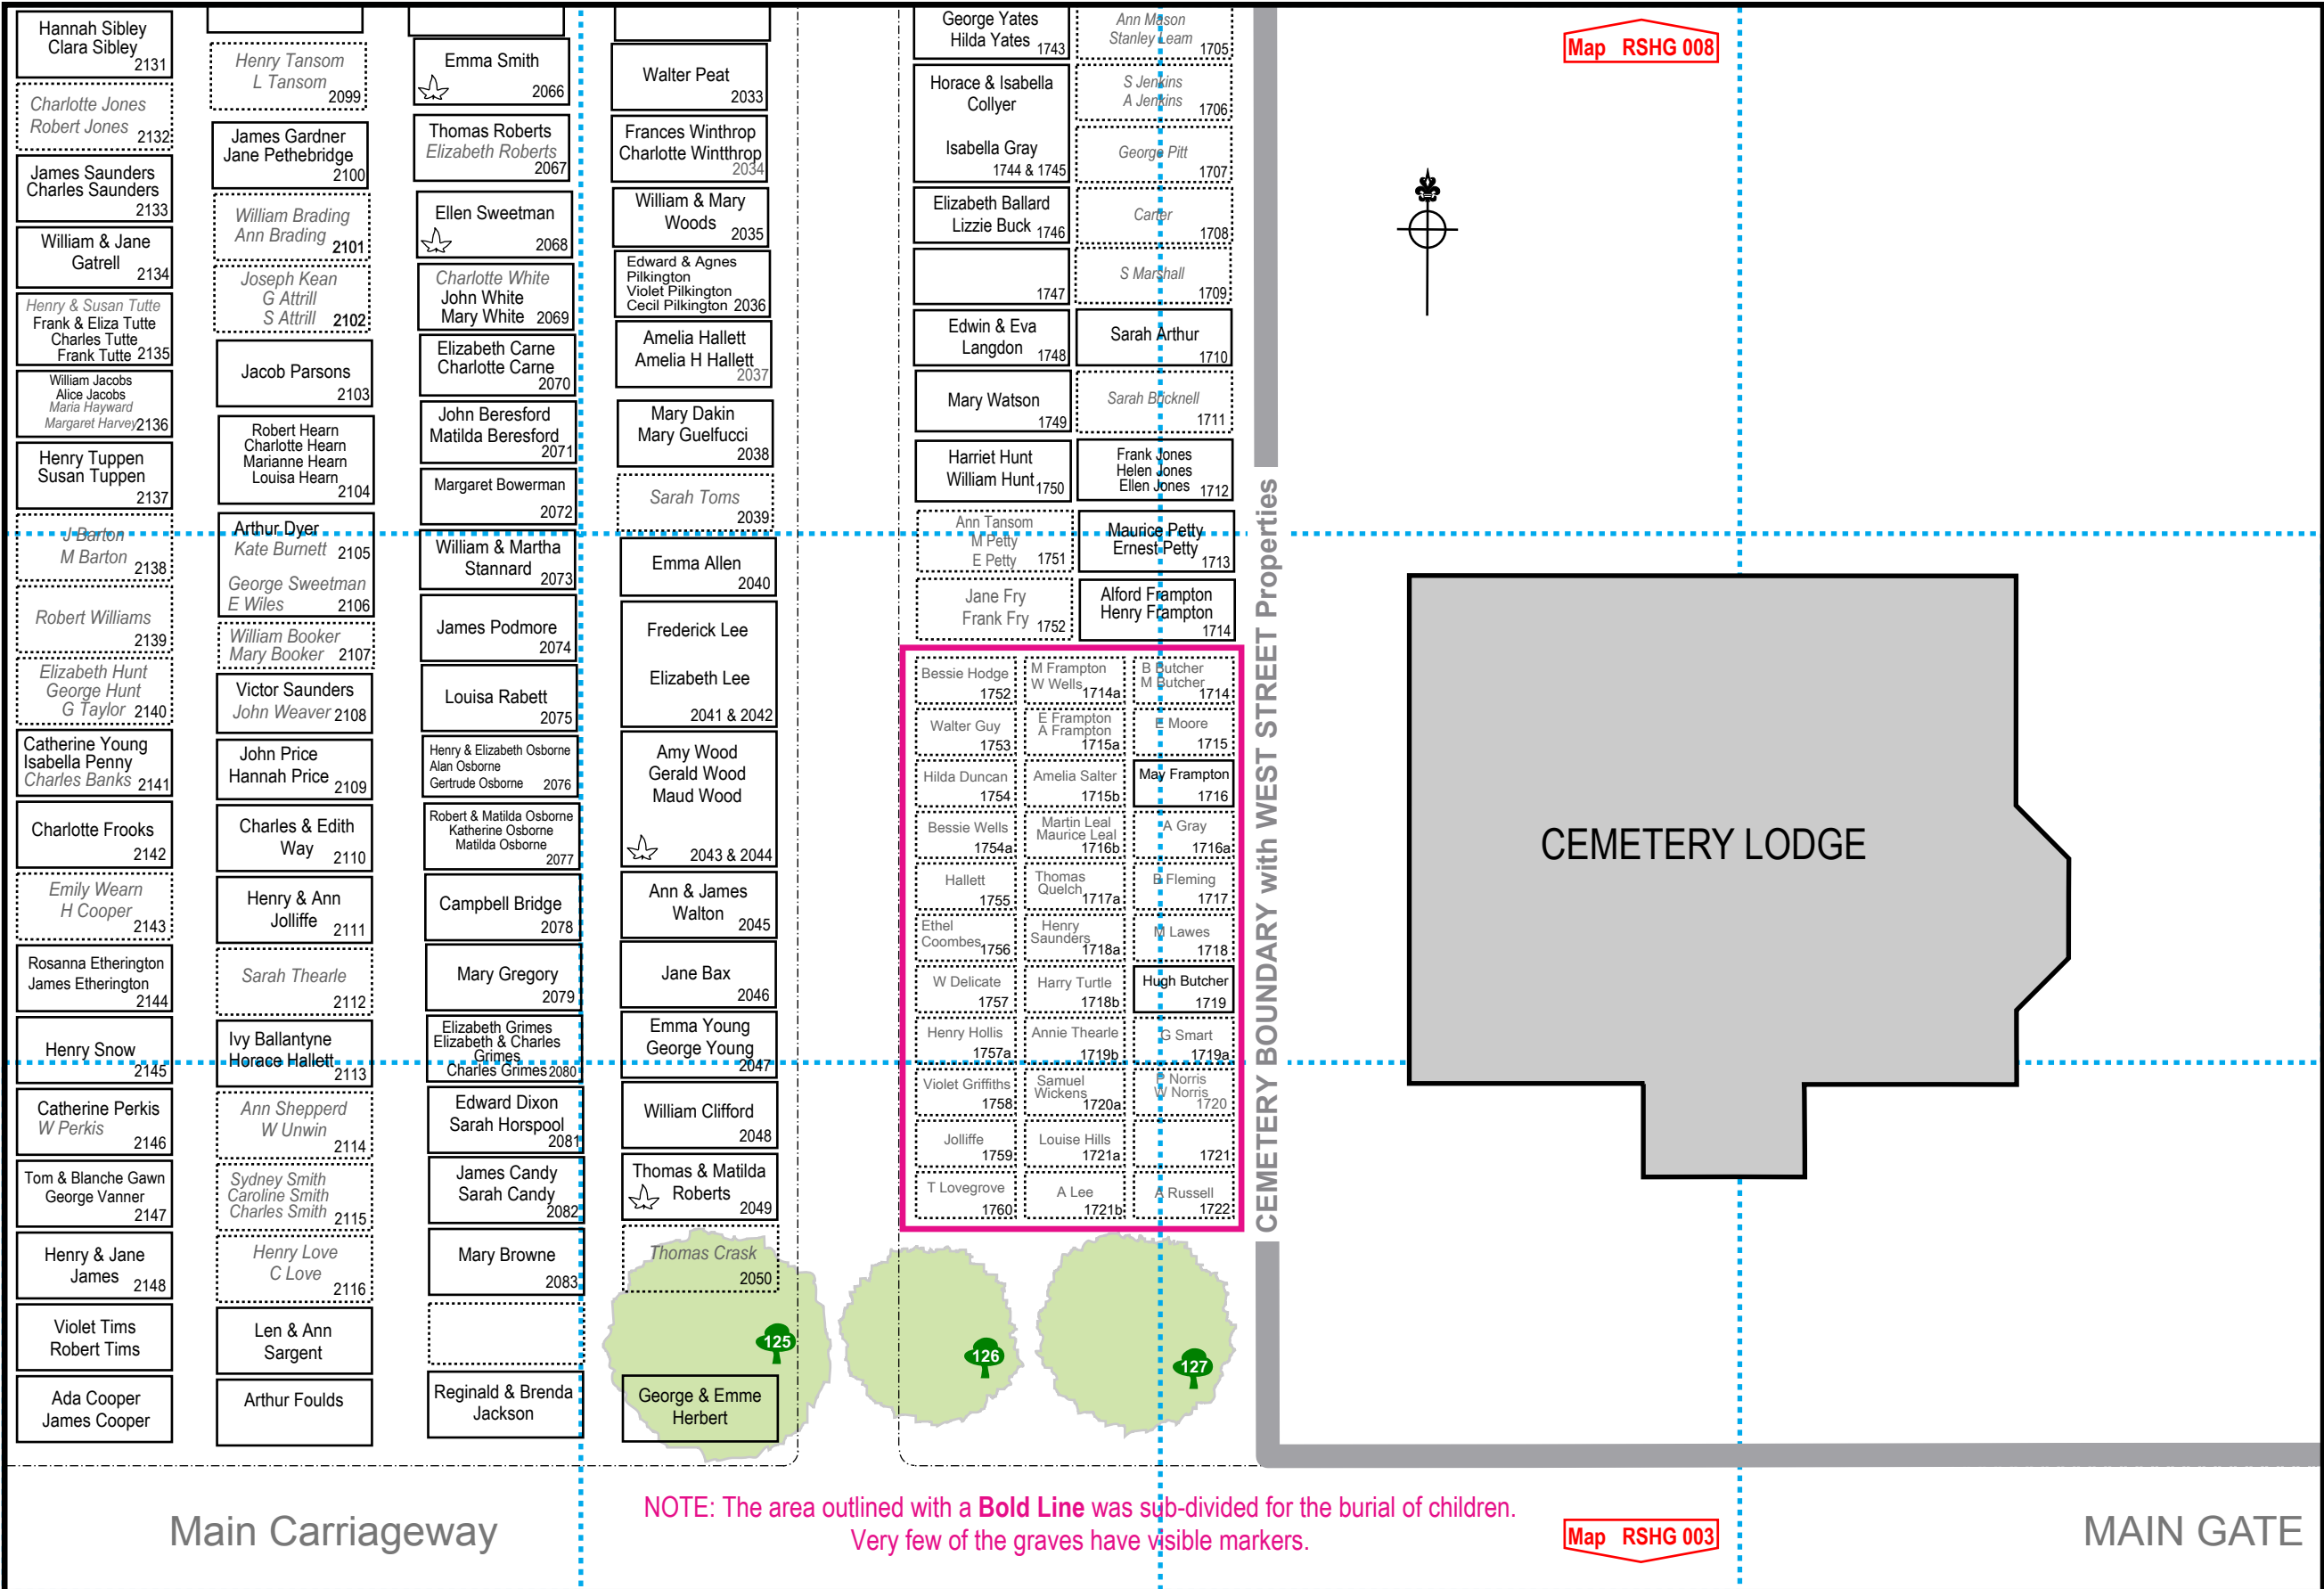 Hannah Sibley
Clara Sibley
2131
Charlotte Jones
Robert Jones 2132
James Saunders
Charles Saunders
2133
William & Jane
Gatrell
2134
Henry & Susan Tutte
Frank & Eliza Tutte
Charles Tutte
Frank Tutte 2135
William Jacobs
Alice Jacobs
Maria Hayward
Margaret Harvey 2136
Henry Tuppen
Susan Tuppen
2137
J Barton
M Barton
2138
Robert Williams
2139
Elizabeth Hunt
George Hunt
G Taylor 2140
Catherine Young
Isabella Penny
Charles Banks 2141
Charlotte Frooks
2142
Emily Wearn
H Cooper
2143
Rosanna Etherington
James Etherington
2144
Henry Snow
2145
Catherine Perkis
W Perkis
2146
Tom & Blanche Gawn
George Vanner
2147
Henry & Jane
James 2148
Violet Tims
Robert Tims
Ada Cooper
James Cooper
Henry Tansom
L Tansom
2099
James Gardner
Jane Pethebridge
2100
William Brading
Ann Brading 2101
Joseph Kean
G Attrill
S Attrill 2102
Jacob Parsons
2103
Robert Hearn
Charlotte Hearn
Marianne Hearn
Louisa Hearn
2104
Arthur Dyer
Kate Burnett 2105
George Sweetman
E Wiles 2106
William Booker
Mary Booker 2107
Victor Saunders
John Weaver 2108
John Price
Hannah Price 2109
Charles & Edith
Way 2110
Henry & Ann
Jolliffe 2111
Sarah Thearle
2112
Ivy Ballantyne
Horace Hallett 2113
Ann Shepperd
W Unwin
2114
Sydney Smith
Caroline Smith
Charles Smith 2115
Henry Love
C Love
2116
Len & Ann
Sargent
Arthur Foulds
Emma Smith
2066
Thomas Roberts
Elizabeth Roberts
2067
Ellen Sweetman
2068
Charlotte White
John White
Mary White 2069
Elizabeth Carne
Charlotte Carne
2070
John Beresford
Matilda Beresford
2071
Margaret Bowerman
2072
William & Martha
Stannard 2073
James Podmore
2074
Louisa Rabett
2075
Henry & Elizabeth Osborne
Alan Osborne
Gertrude Osborne 2076
Robert & Matilda Osborne
Katherine Osborne
Matilda Osborne
2077
Campbell Bridge
2078
Mary Gregory
2079
Elizabeth Grimes
Elizabeth & Charles
Grimes
Charles Grimes 2080
Edward Dixon
Sarah Horspool
2081
James Candy
Sarah Candy
2082
Mary Browne
2083
Reginald & Brenda
Jackson
Walter Peat
2033
Frances Winthrop
Charlotte Wintthrop
2034
William & Mary
Woods
2035
Edward & Agnes
Pilkington
Violet Pilkington
Cecil Pilkington 2036
Amelia Hallett
Amelia H Hallett
2037
Mary Dakin
Mary Guelfucci
2038
Sarah Toms
2039
Emma Allen
2040
Frederick Lee
Elizabeth Lee
2041 & 2042
Amy Wood
Gerald Wood
Maud Wood
2043 & 2044
Ann & James
Walton
2045
Jane Bax
2046
Emma Young
George Young
2047
William Clifford
2048
Thomas & Matilda
Roberts
2049
Thomas Crask
2050
George & Emme
Herbert
George Yates
Hilda Yates 1743
Horace & Isabella
Collyer
Isabella Gray
1744 & 1745
Elizabeth Ballard
Lizzie Buck 1746
1747
Edwin & Eva
Langdon 1748
Mary Watson
1749
Harriet Hunt
William Hunt 1750
Ann Tansom
M Petty
E Petty 1751
Jane Fry
Frank Fry 1752
Ann Mason
Stanley Leam 1705
S Jenkins
A Jenkins 1706
George Pitt
1707
Carter
1708
S Marshall
1709
Sarah Arthur
1710
Sarah Bucknell
1711
Frank Jones
Helen Jones
Ellen Jones 1712
Maurice Petty
Ernest Petty
1713
Alford Frampton
Henry Frampton
1714
Bessie Hodge
1752
Walter Guy
1753
Hilda Duncan
1754
Bessie Wells
1754a
Hallett
1755
Ethel
Coombes 1756
W Delicate
1757
Henry Hollis
1757a
Violet Griffiths
1758
Jolliffe
1759
T Lovegrove
1760
M Frampton
W Wells 1714a
E Frampton
A Frampton
1715a
Amelia Salter
1715b
Martin Leal
Maurice Leal
1716b
Thomas
Quelch 1717a
Henry
Saunders 1718a
Harry Turtle
1718b
Annie Thearle
1719b
Samuel
Wickens 1720a
Louise Hills
1721a
A Lee
1721b
B Butcher
M Butcher
1714
E Moore
1715
May Frampton
1716
A Gray
1716a
B Fleming
1717
M Lawes
1718
Hugh Butcher
1719
G Smart
1719a
Norris
W Norris
1720
1721
A Russell
1722
125
126
127
CEMETERY BOUNDARY with WEST STREET Properties
Map RSHG 008
CEMETERY LODGE
Main Carriageway
NOTE: The area outlined with a Bold Line was sub-divided for the burial of children.
Very few of the graves have visible markers.
Map RSHG 003
MAIN GATE